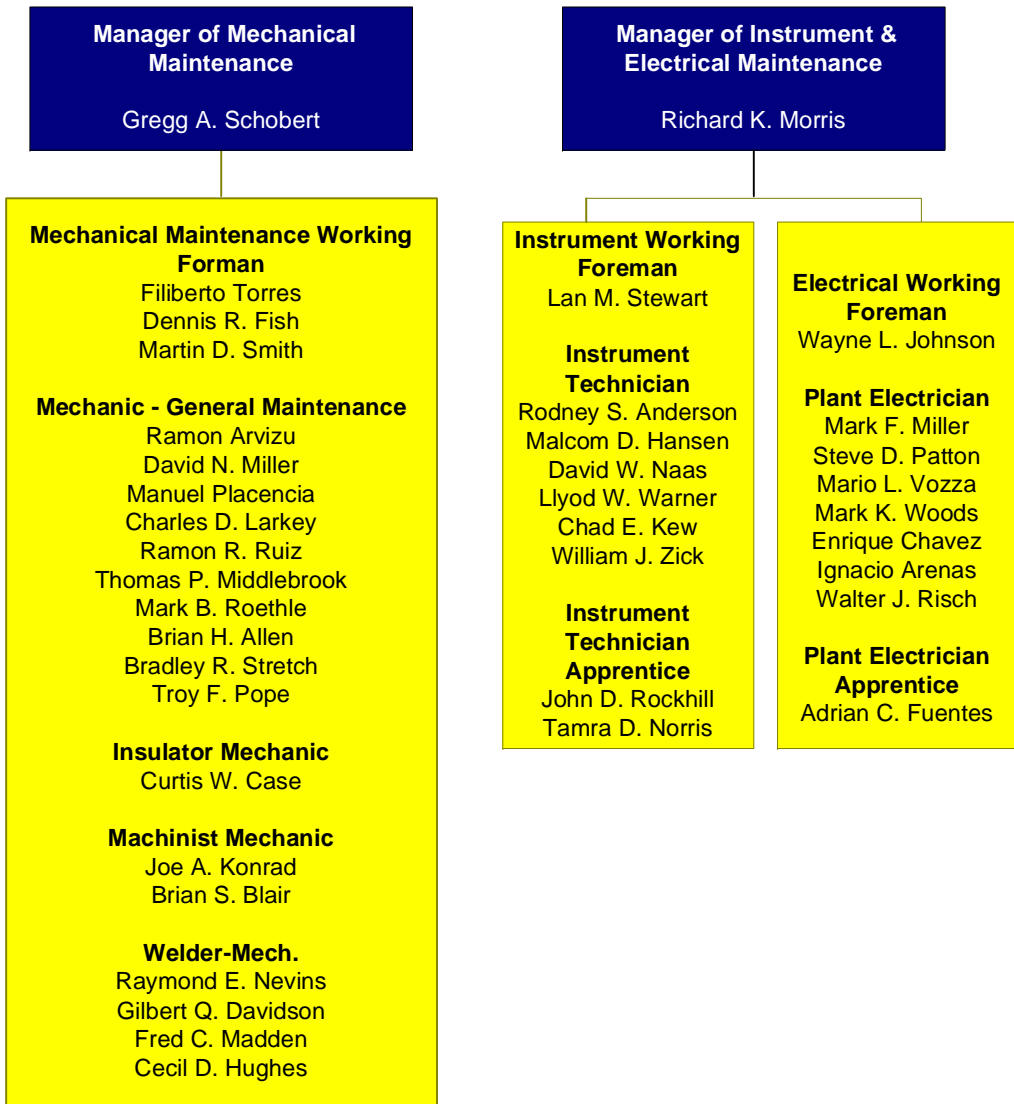 Manager of Mechanical
Maintenance
Gregg A. Schobert
Manager of Instrument &
Electrical Maintenance
Richard K. Morris
Mechanical Maintenance Working
Forman
Filiberto Torres
Dennis R. Fish
Martin D. Smith
Mechanic - General Maintenance
Ramon Arvizu
David N. Miller
Manuel Placencia
Charles D. Larkey
Ramon R. Ruiz
Thomas P. Middlebrook
Mark B. Roethle
Brian H. Allen
Bradley R. Stretch
Troy F. Pope
Insulator Mechanic
Curtis W. Case
Machinist Mechanic
Joe A. Konrad
Brian S. Blair
Welder-Mech.
Raymond E. Nevins
Gilbert Q. Davidson
Fred C. Madden
Cecil D. Hughes
Instrument Working
Foreman
Lan M. Stewart
Instrument
Technician
Rodney S. Anderson
Malcom D. Hansen
David W. Naas
Llyod W. Warner
Chad E. Kew
William J. Zick
Instrument
Technician
Apprentice
John D. Rockhill
Tamra D. Norris
Electrical Working
Foreman
Wayne L. Johnson
Plant Electrician
Mark F. Miller
Steve D. Patton
Mario L. Vozza
Mark K. Woods
Enrique Chavez
Ignacio Arenas
Walter J. Risch
Plant Electrician
Apprentice
Adrian C. Fuentes